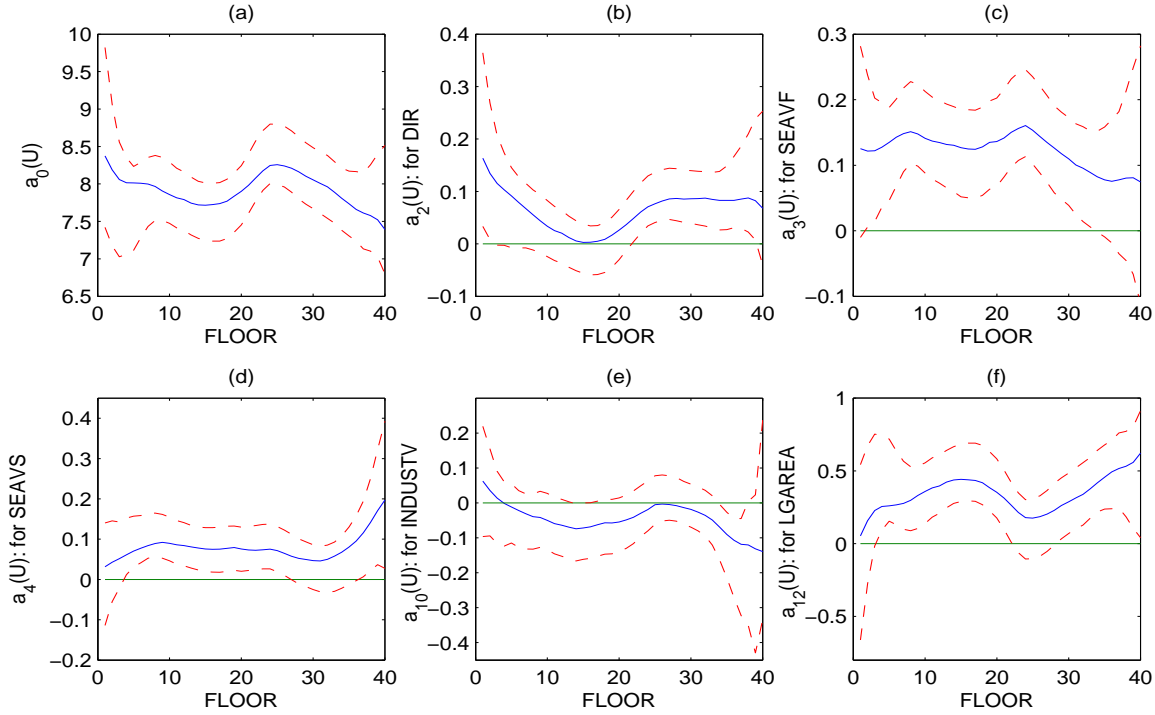 (a)
10
9.5
9
8.5
8
7.5
7
6.5
0 10 20 30 40
a0(U)
FLOOR
(b)
0.4
0.3
0.2
0.1
0
−0.1
0 10 20 30 40
a2(U): for DIR
FLOOR
(c)
0.3
0.2
0.1
0
−0.1
0 10 20 30 40
a3(U): for SEAVF
FLOOR
(d)
0.4
0.3
0.2
0.1
0
−0.1
−0.2
0 10 20 30 40
a4(U): for SEAVS
FLOOR
(e)
0.2
0.1
0
−0.1
−0.2
−0.3
−0.4
0 10 20 30 40
a10(U): for INDUSTV
FLOOR
(f)
1
0.5
0
−0.5
0 10 20 30 40
a12(U): for LGAREA
FLOOR